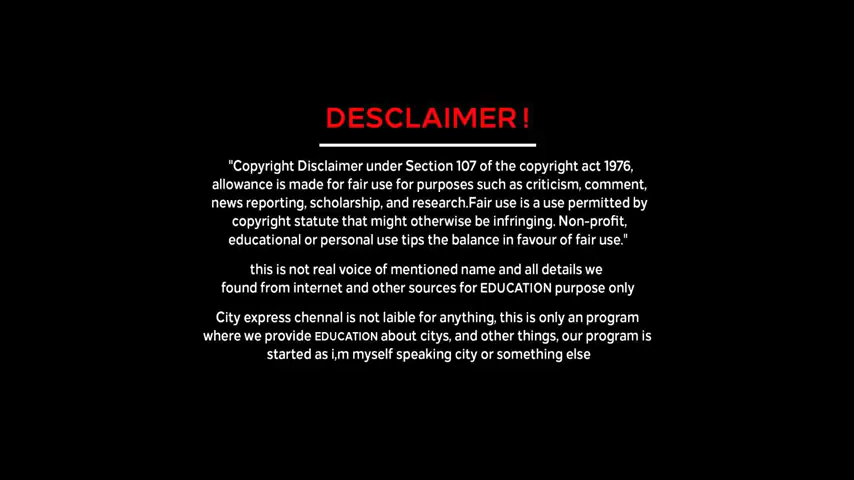 DESCLAIMER!
"Copyright Disclaimer under Section 107 of the copyright act 1976,
allowance is made for fair use for purposes such as criticism, comment,
news reporting, scholarship, and research.Fair use is a use permitted by
copyright statute that might otherwise be infringing. Non-profit,
educational or personal use tips the balance in favour of fair use."
this is not real voice of mentioned name and all details we
found from internet and other sources for EDUCATION purpose only
City express chennal is not laible for anything, this is only an program
where we provide EDUCATION about citys, and other things, our program is
started as i,m myself speaking city or something else